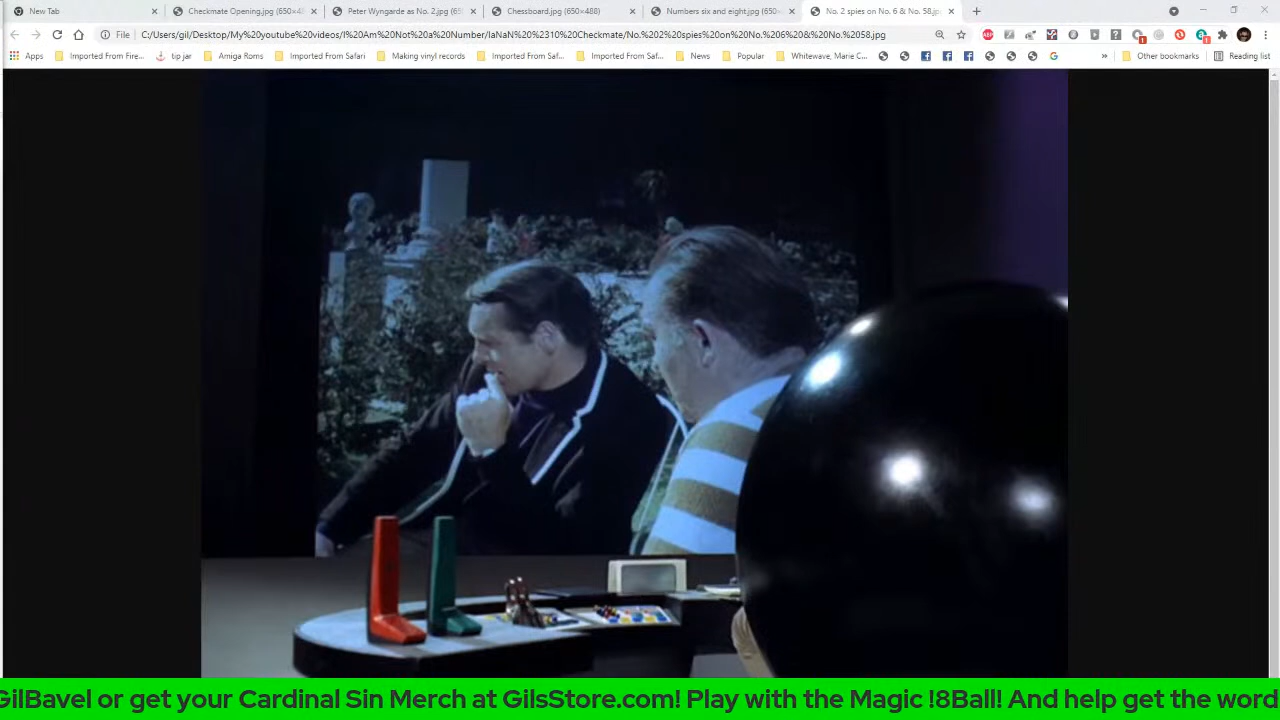 New Tab
Checkmate Opening.jpg (650×48
Peter Wyngarde as No. 2.jpg (65
Chessboard.jpg (650×488)
Numbers six and eight.jpg (650×
No. 2 spies on No. 6 & No. 58.jp
File
C:/Users/gil/Desktop/My%20youtube%20videos/I%20Am%20Not%20a%20Number/IaNaN%20%2310%20Checkmate/No.%202%20spies%20on%20No.%206%20&%20No.%2058.jpg
Apps
Imported From Fire...
tip jar
Amiga Roms
Imported From Safari
Making vinyl records
Imported From Saf...
Imported From Saf...
News
Popular
Whitewave, Marie C...
»
Other bookmarks
Reading list
GilBavel or get your Cardinal Sin Merch at GilsStore.com! Play with the Magic !8Ball! And help get the word